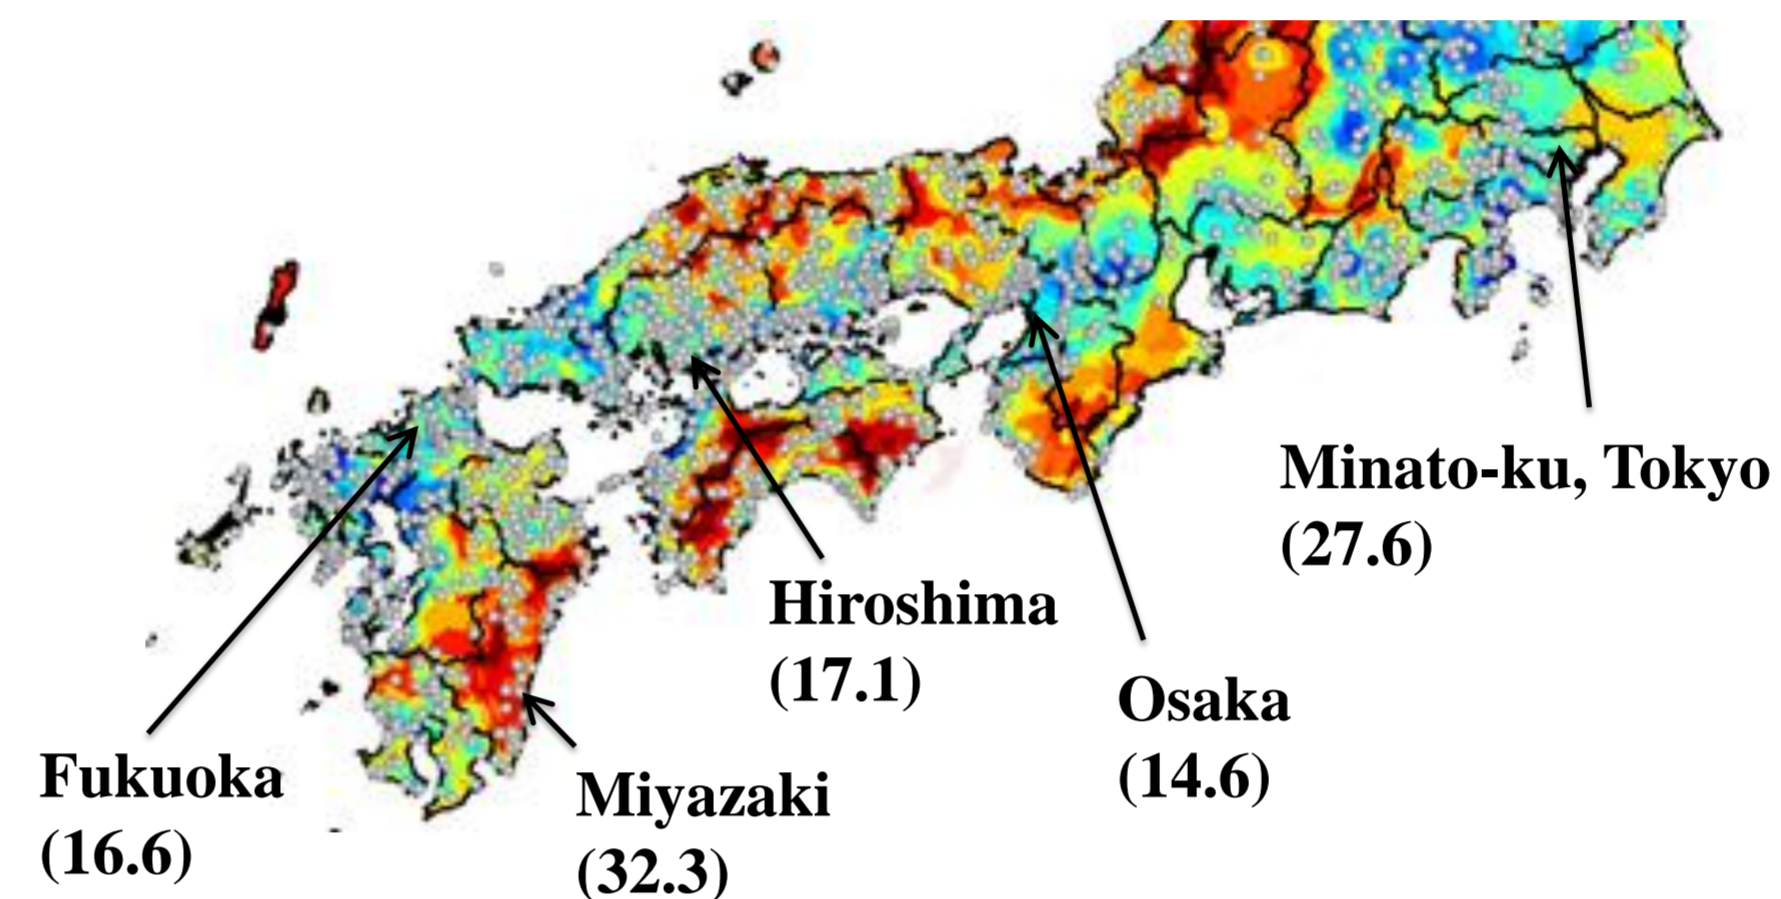 Minato-ku, Tokyo
(27.6)
Hiroshima
(17.1)
Osaka
(14.6)
Fukuoka
(16.6)
Miyazaki
(32.3)